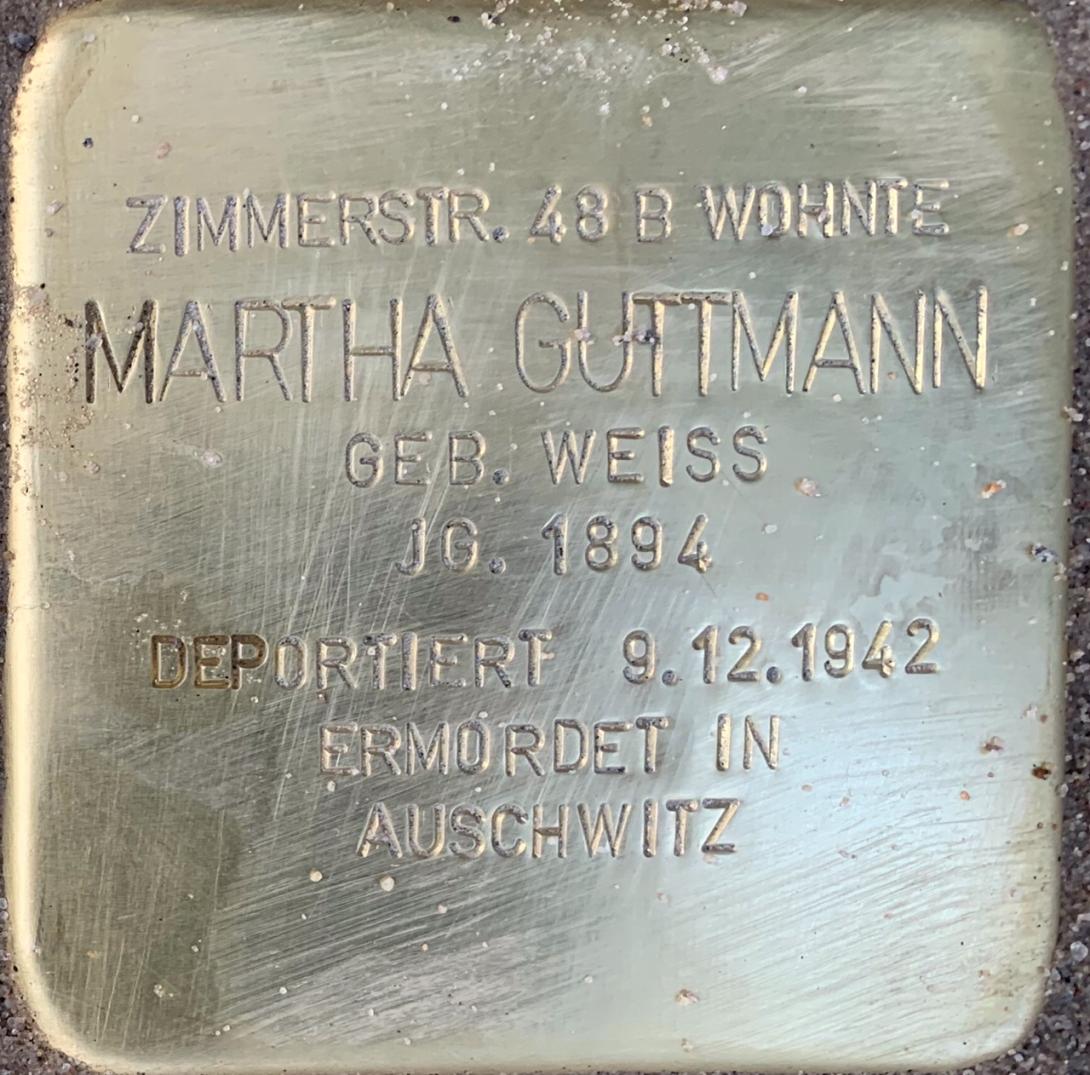 ZIMMERSTR. 48 B WOHNTE
MARTHA GUTTMANN
GEB. WEISS
JG. 1894
DEPORTIERT 9.12.1942
ERMORDET IN
AUSCHWITZ